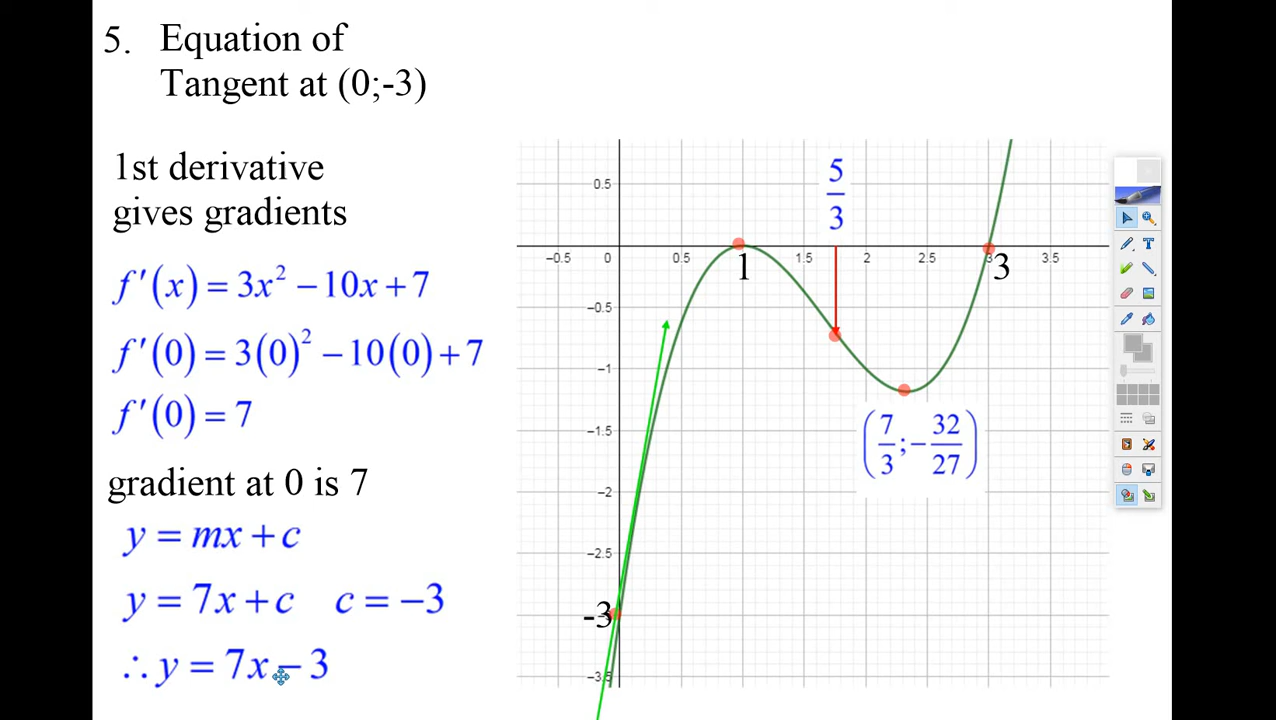 5. Equation of
Tangent at (0;-3)
1st derivative
gives gradients
f'(x) = 3x² − 10x + 7
f'(0) = 3(0)² − 10(0) + 7
f'(0) = 7
gradient at 0 is 7
y = mx + c
y = 7x + c c = −3
∴ y = 7x − 3
0.5
5/3
−0.5 0 0.5 1 1.5 2 2.5 3 3 3.5
−0.5
−1
(7/3; −32/27)
−1.5
−2
−2.5
-3
−3.5